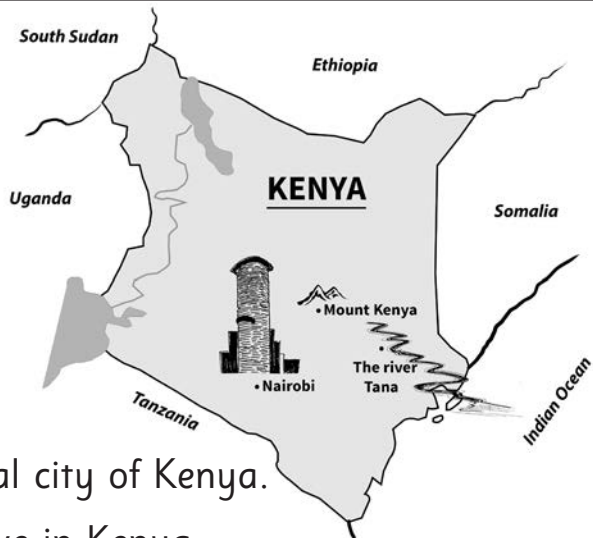 South Sudan
Ethiopia
Uganda
KENYA
Somalia
Mount Kenya
The river
Tana
Nairobi
Tanzania
Indian Ocean
city of Kenya.
in Kenya